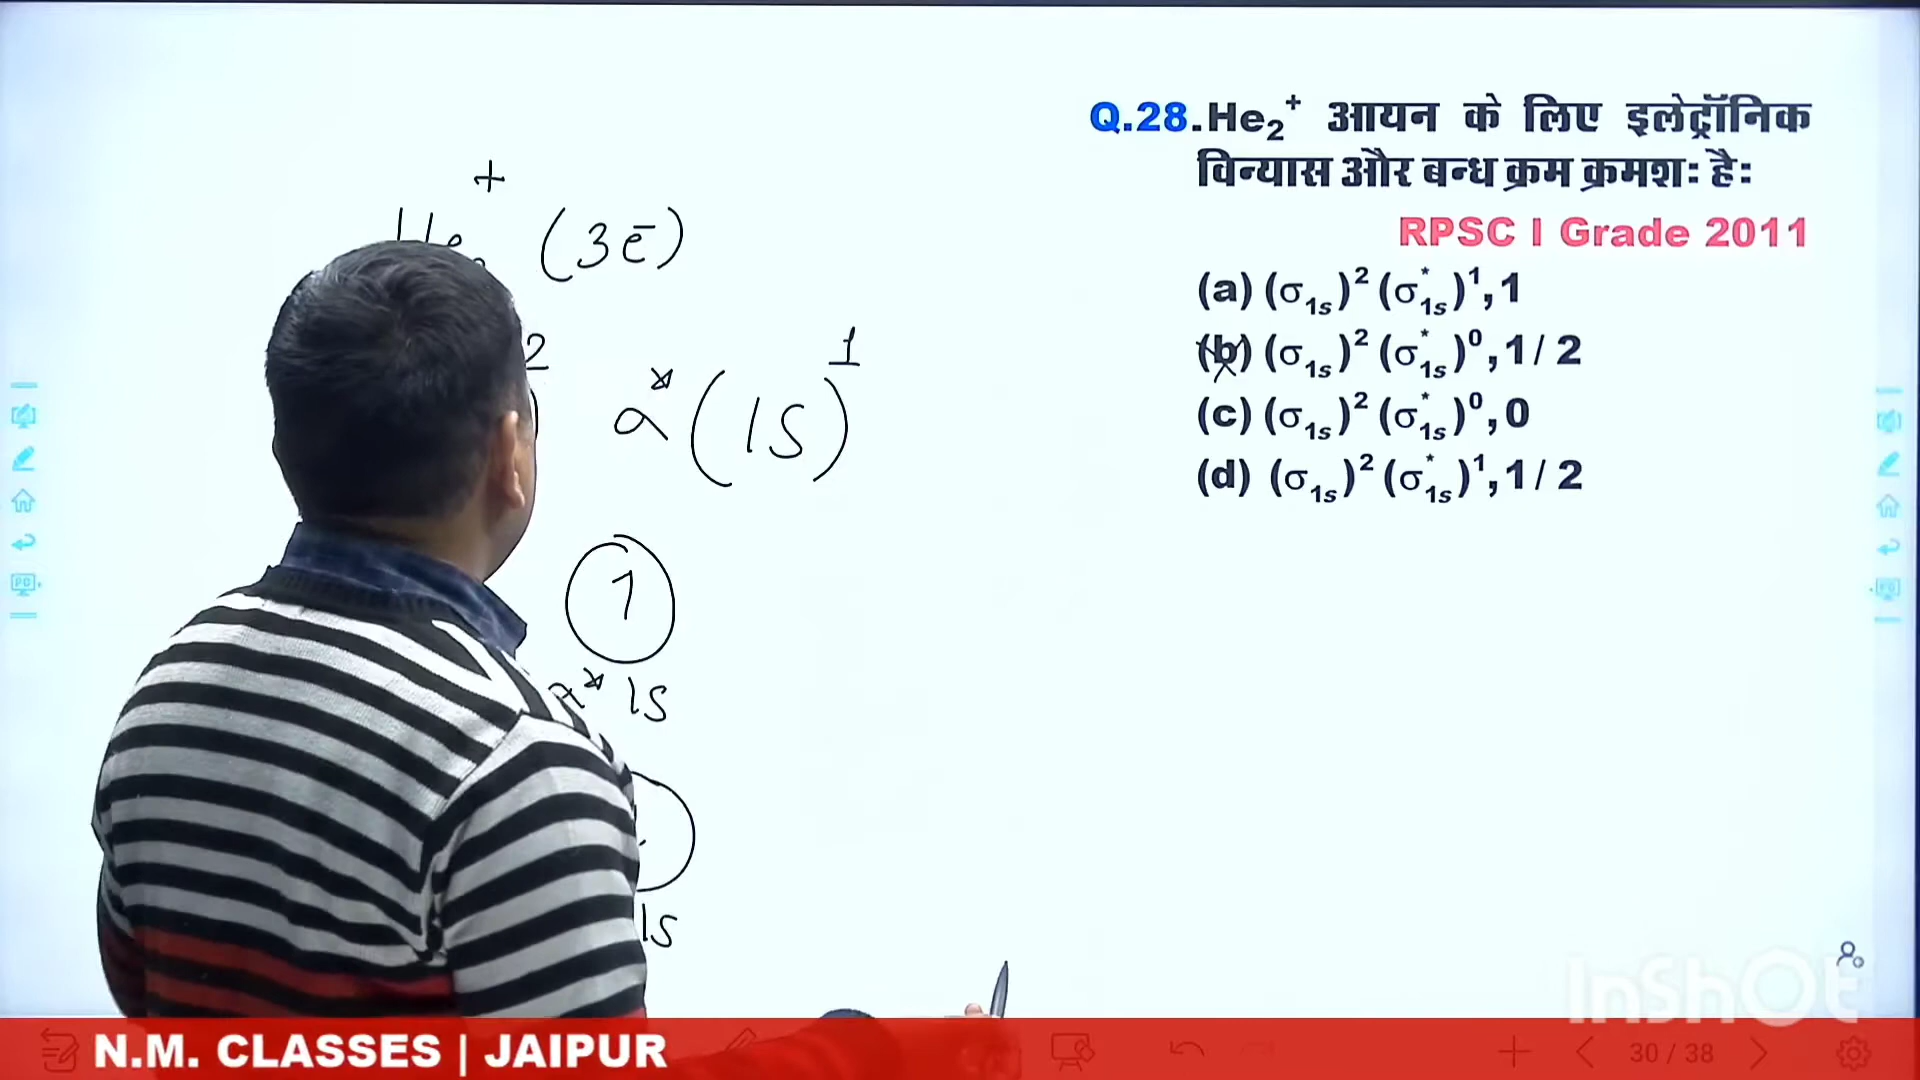 Q.28.He₂⁺ आयन के लिए इलेट्रॉनिक
विन्यास और बन्ध क्रम क्रमशः हैः
RPSC I Grade 2011
(a) (σ₁ₛ)² (σ*₁ₛ)¹, 1
(b) (σ₁ₛ)² (σ*₁ₛ)⁰, 1/2
(c) (σ₁ₛ)² (σ*₁ₛ)⁰, 0
(d) (σ₁ₛ)² (σ*₁ₛ)¹, 1/2
+
(3e̅)
2 σ*(1S)¹
1
* 1S
1S
InShOt
N.M. CLASSES | JAIPUR
30 / 38